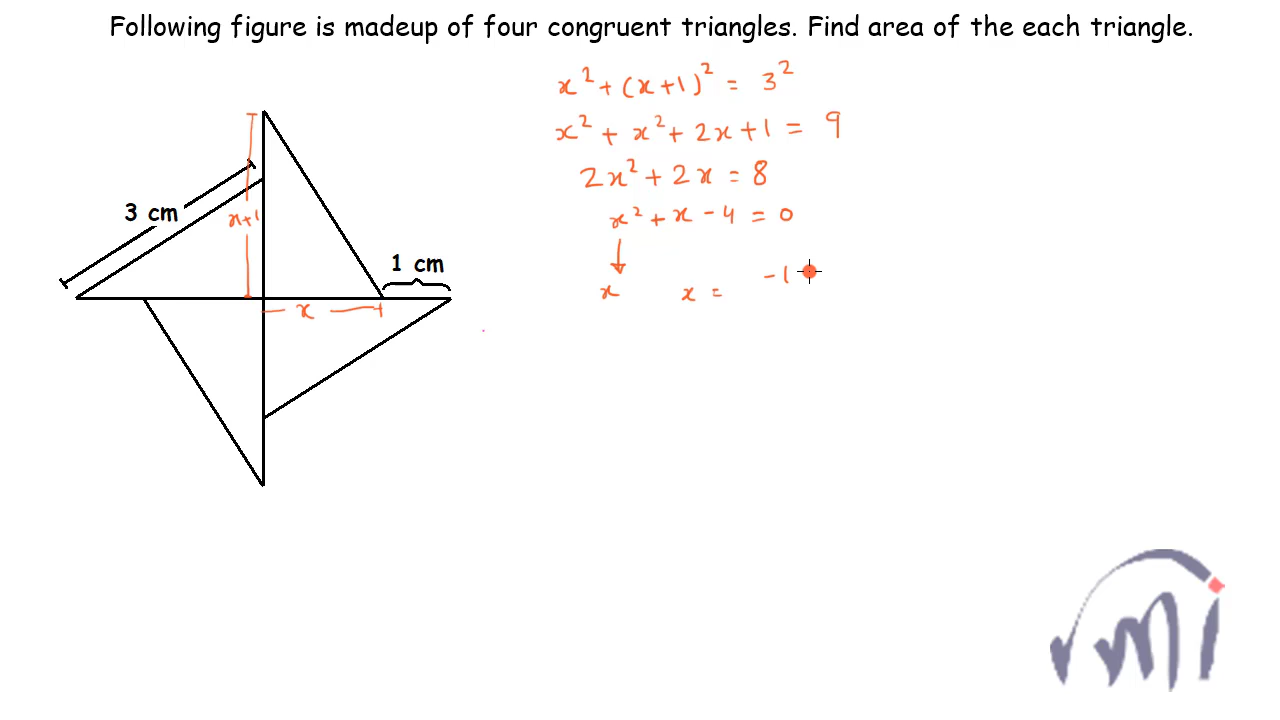 Following figure is madeup of four congruent triangles. Find area of the each triangle.
x² + (x+1)² = 3²
x² + x² + 2x + 1 = 9
2x² + 2x = 8
x² + x - 4 = 0
x
x = -1
3 cm
x+1
1 cm
x
rmi